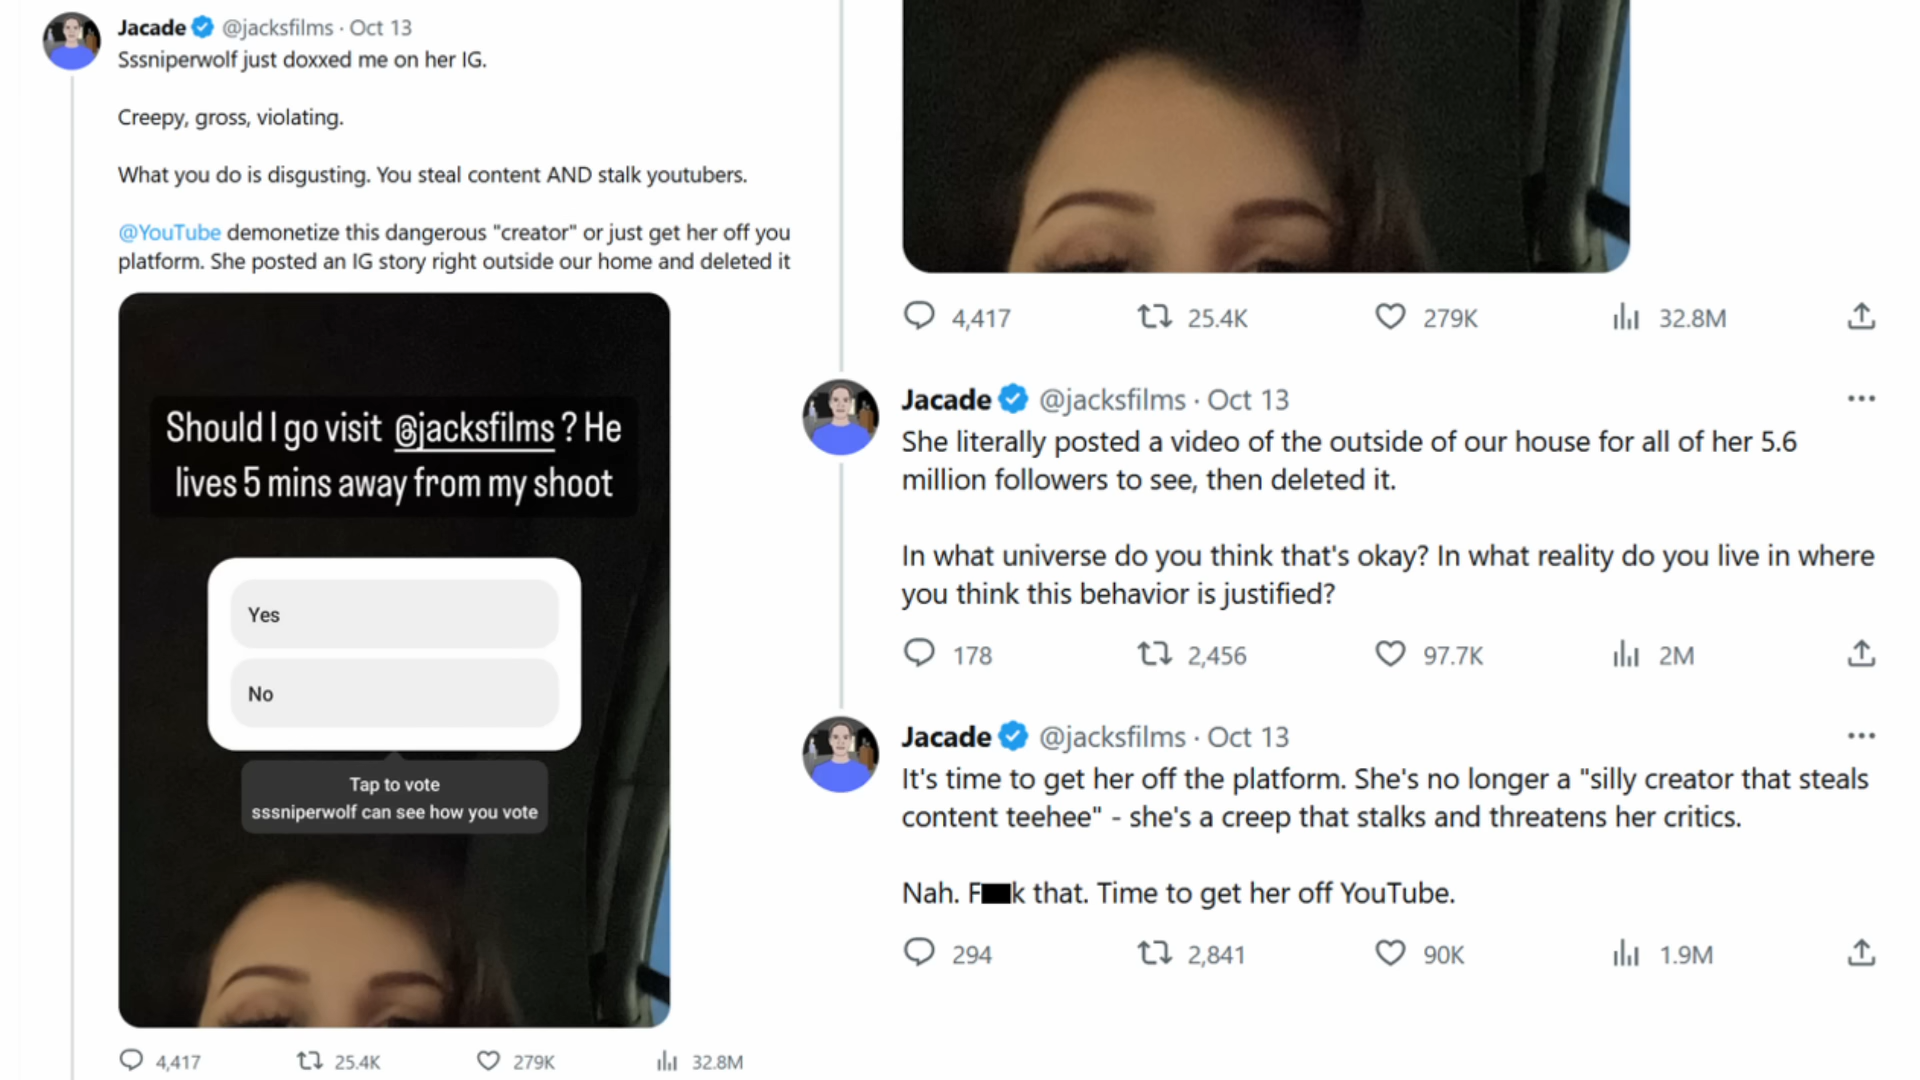 Jacade @jacksfilms · Oct 13
Sssniperwolf just doxxed me on her IG.
Creepy, gross, violating.
What you do is disgusting. You steal content AND stalk youtubers.
@YouTube demonetize this dangerous "creator" or just get her off you
platform. She posted an IG story right outside our home and deleted it
Should I go visit @jacksfilms ? He
lives 5 mins away from my shoot
Yes
No
Tap to vote
sssniperwolf can see how you vote
4,417 25.4K 279K 32.8M
4,417 25.4K 279K 32.8M
Jacade @jacksfilms · Oct 13
She literally posted a video of the outside of our house for all of her 5.6
million followers to see, then deleted it.
In what universe do you think that's okay? In what reality do you live in where
you think this behavior is justified?
178 2,456 97.7K 2M
Jacade @jacksfilms · Oct 13
It's time to get her off the platform. She's no longer a "silly creator that steals
content teehee" - she's a creep that stalks and threatens her critics.
Nah. F██k that. Time to get her off YouTube.
294 2,841 90K 1.9M